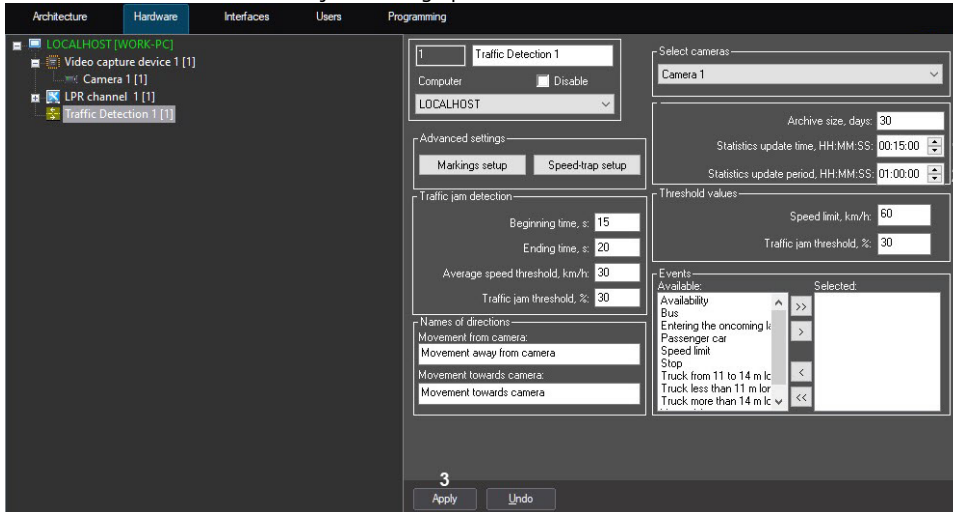 Architecture Hardware Interfaces Users Programming
LOCALHOST [WORK-PC]
Video capture device 1 [1]
Camera 1 [1]
LPR channel 1 [1]
Traffic Detection 1 [1]
1 Traffic Detection 1
Computer Disable
LOCALHOST
Advanced settings
Markings setup Speed-trap setup
Traffic jam detection
Beginning time, s: 15
Ending time, s: 20
Average speed threshold, km/h: 30
Traffic jam threshold, %: 30
Names of directions
Movement from camera:
Movement away from camera
Movement towards camera:
Movement towards camera
Select cameras
Camera 1
Archive size, days: 30
Statistics update time, HH:MM:SS: 00:15:00
Statistics update period, HH:MM:SS: 01:00:00
Threshold values
Speed limit, km/h: 60
Traffic jam threshold, %: 30
Events
Available: Selected:
Availability
Bus
Entering the oncoming la
Passenger car
Speed limit
Stop
Truck from 11 to 14 m lc
Truck less than 11 m lor
Truck more than 14 m lc
>>
>
<
<<
3
Apply Undo